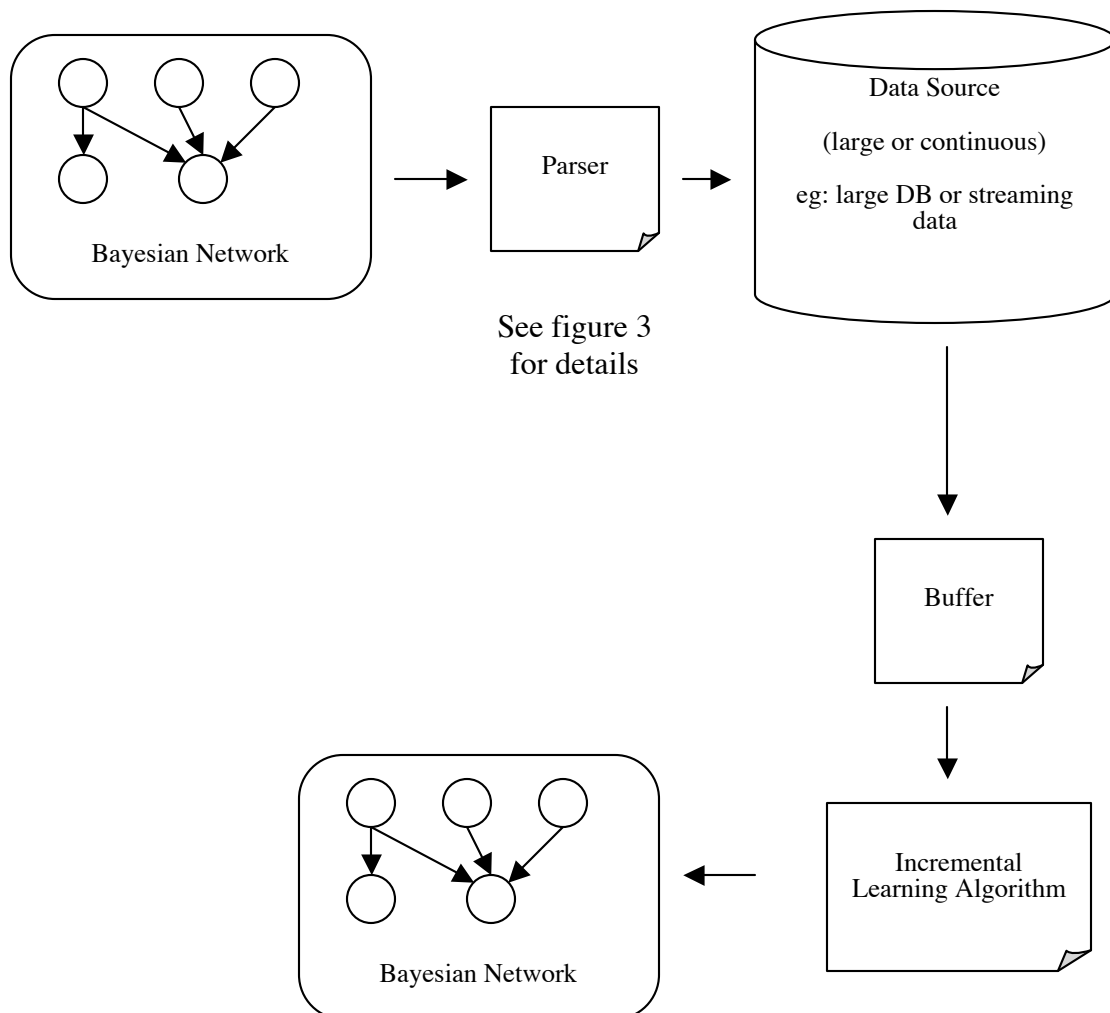 Bayesian Network
Parser
See figure 3
for details
Data Source
(large or continuous)
eg: large DB or streaming
data
Buffer
Incremental
Learning Algorithm
Bayesian Network